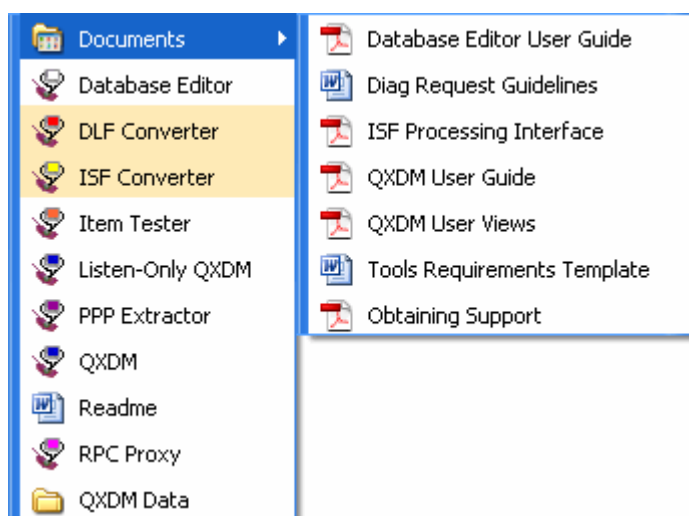 Documents
Database Editor
DLF Converter
ISF Converter
Item Tester
Listen-Only QXDM
PPP Extractor
QXDM
Readme
RPC Proxy
QXDM Data
Database Editor User Guide
Diag Request Guidelines
ISF Processing Interface
QXDM User Guide
QXDM User Views
Tools Requirements Template
Obtaining Support